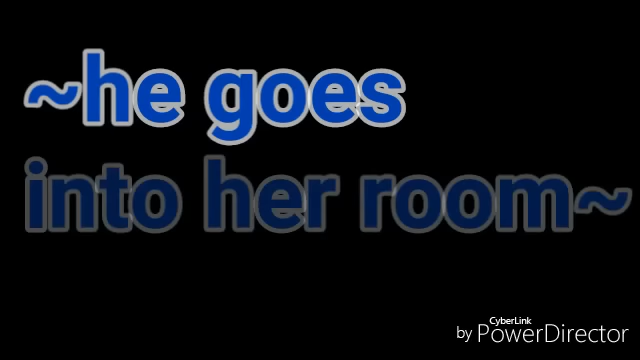 ~he goes
into her room~
CyberLink
by PowerDirector